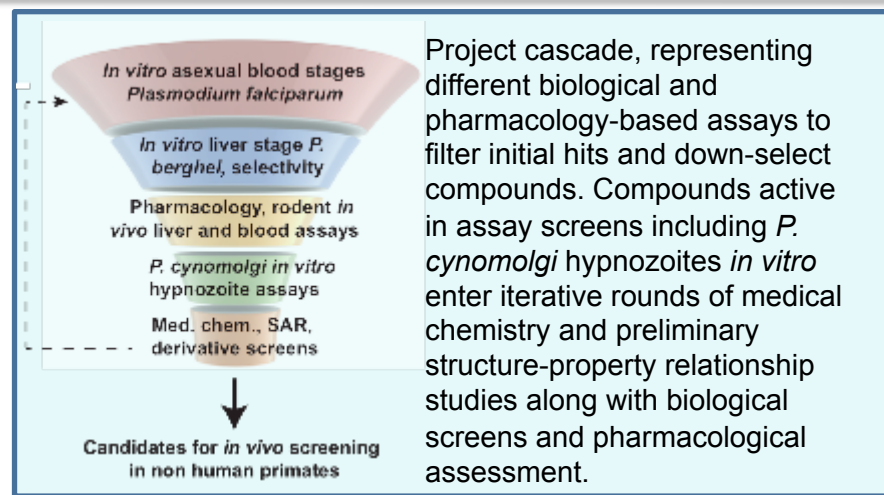 In vitro asexual blood stages
Plasmodium falciparum
In vitro liver stage P.
berghel, selectivity
Pharmacology, rodent in
vivo liver and blood assays
P. cynomolgi in vitro
hypnozoite assays
Med. chem., SAR,
derivative screens
Candidates for in vivo screening
in non human primates
Project cascade, representing
different biological and
pharmacology-based assays to
filter initial hits and down-select
compounds. Compounds active
in assay screens including P.
cynomolgi hypnozoites in vitro
enter iterative rounds of medical
chemistry and preliminary
structure-property relationship
studies along with biological
screens and pharmacological
assessment.